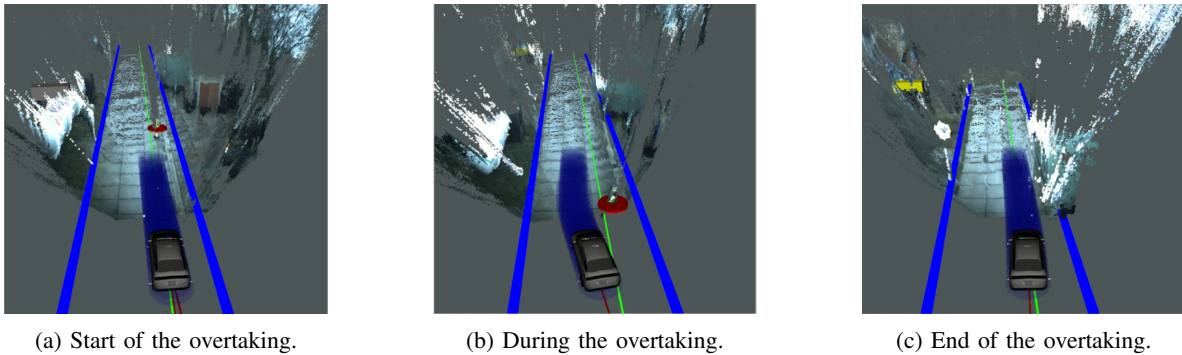 (a) Start of the overtaking.
(b) During the overtaking.
(c) End of the overtaking.